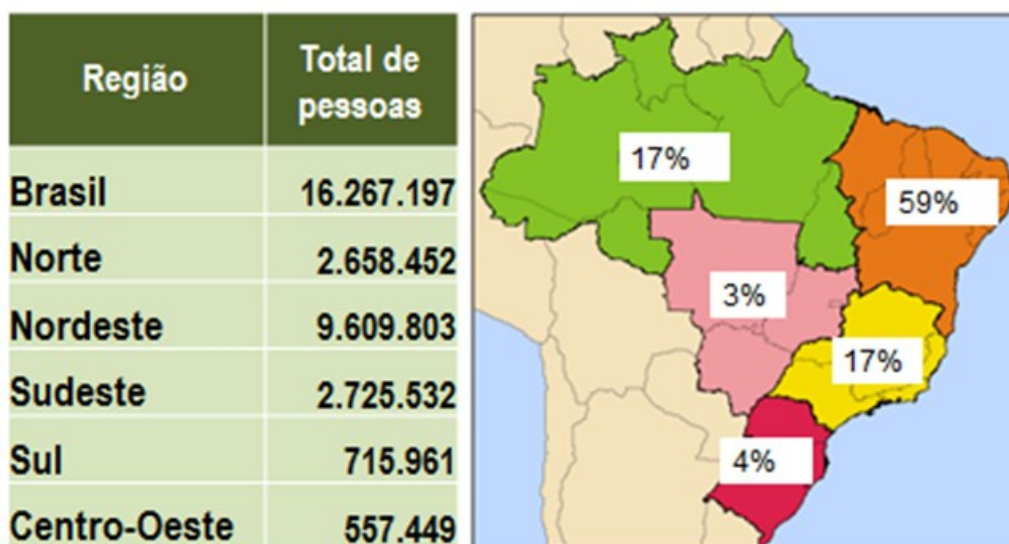 Região Total de
pessoas
Brasil 16.267.197
Norte 2.658.452
Nordeste 9.609.803
Sudeste 2.725.532
Sul 715.961
Centro-Oeste 557.449
17%
59%
3%
17%
4%